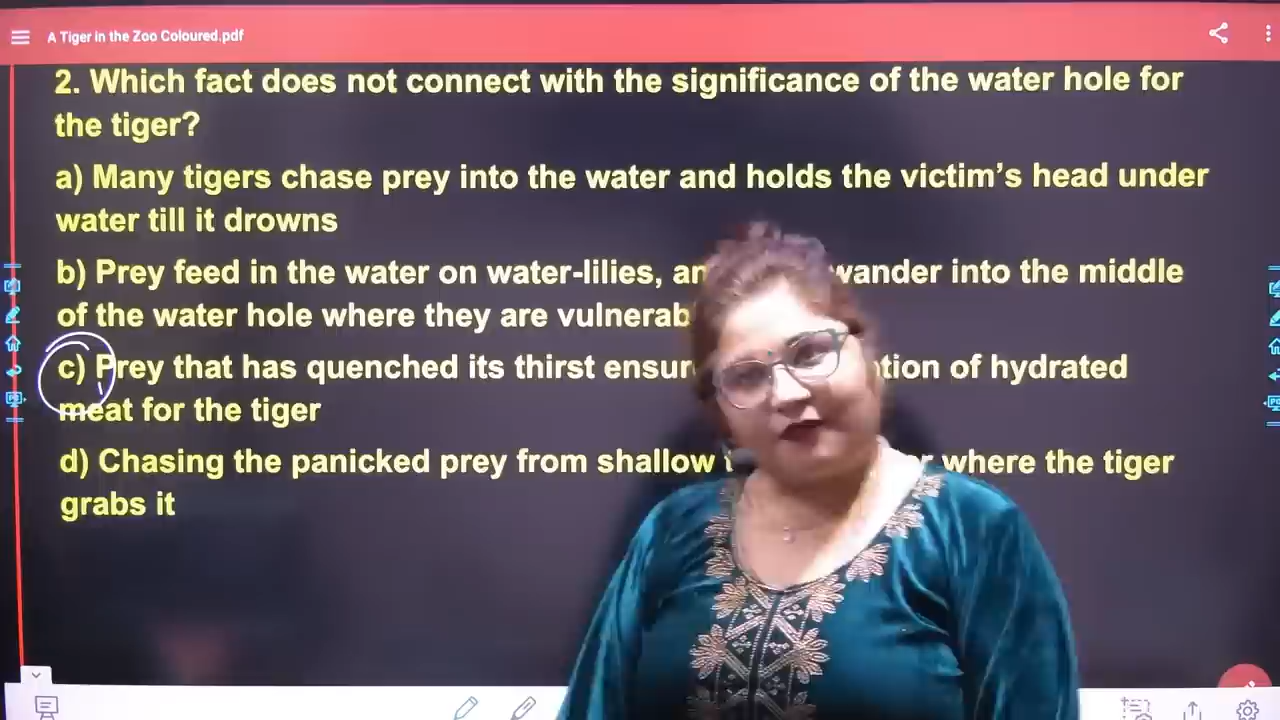 A Tiger in the Zoo Coloured.pdf
2. Which fact does not connect with the significance of the water hole for
the tiger?
a) Many tigers chase prey into the water and holds the victim's head under
water till it drowns
b) Prey feed in the water on water-lilies, wander into the middle
of the water hole where they are
c) Prey that has quenched its thirst of hydrated
meat for the tiger
d) Chasing the panicked prey from shallow where the tiger
grabs it